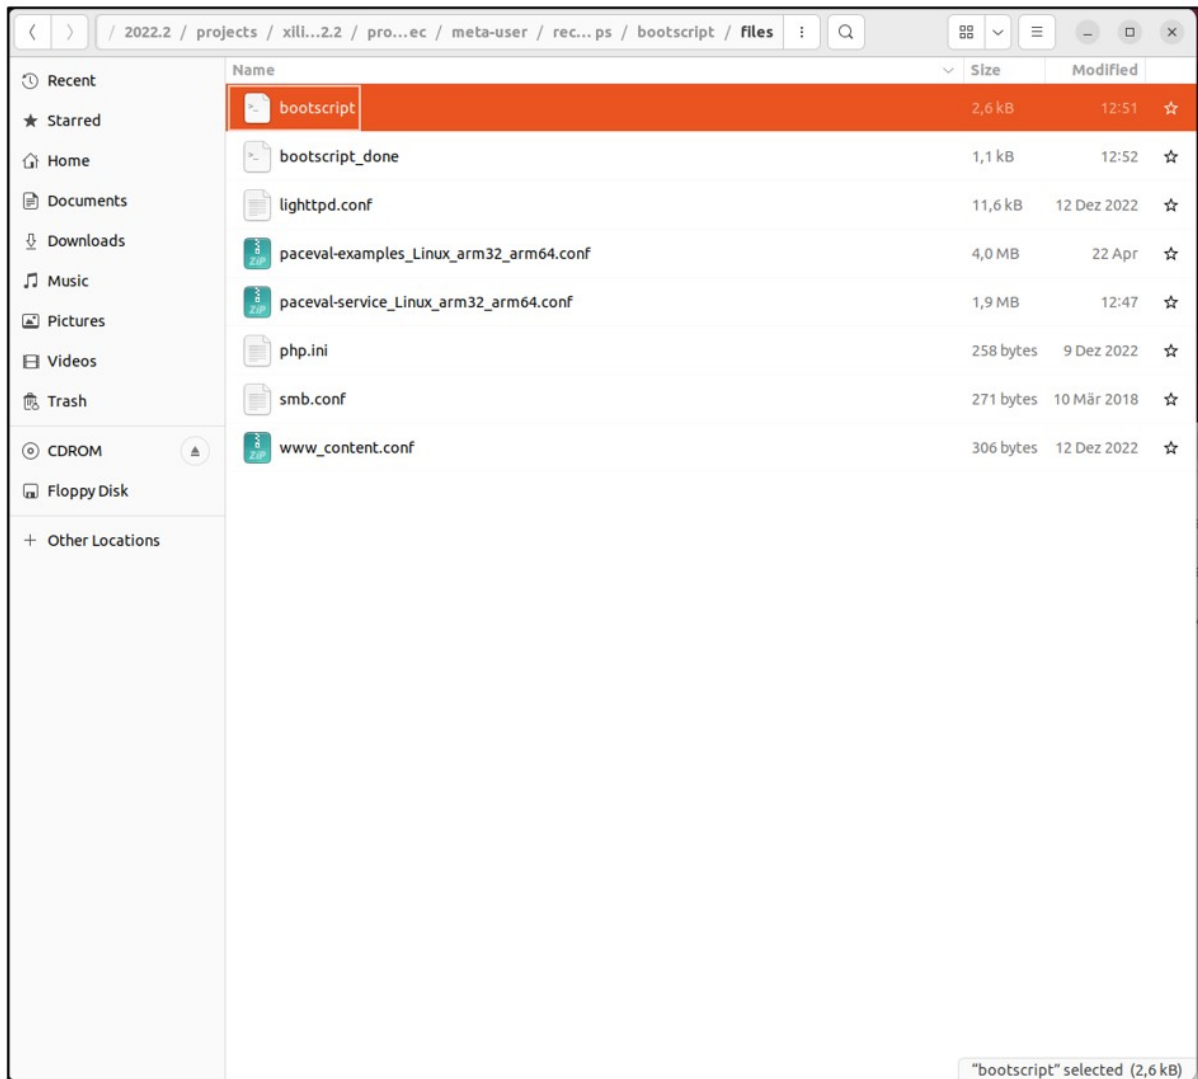 / 2022.2 / projects / xili...2.2 / pro...ec / meta-user / rec... ps / bootscript / files
Recent
Starred
Home
Documents
Downloads
Music
Pictures
Videos
Trash
CDROM
Floppy Disk
+ Other Locations
Name Size Modified
bootscript 2,6 kB 12:51
bootscript_done 1,1 kB 12:52
lighttpd.conf 11,6 kB 12 Dez 2022
ZIP paceval-examples_Linux_arm32_arm64.conf 4,0 MB 22 Apr
ZIP paceval-service_Linux_arm32_arm64.conf 1,9 MB 12:47
php.ini 258 bytes 9 Dez 2022
smb.conf 271 bytes 10 Mär 2018
ZIP www_content.conf 306 bytes 12 Dez 2022
"bootscript" selected (2,6 kB)